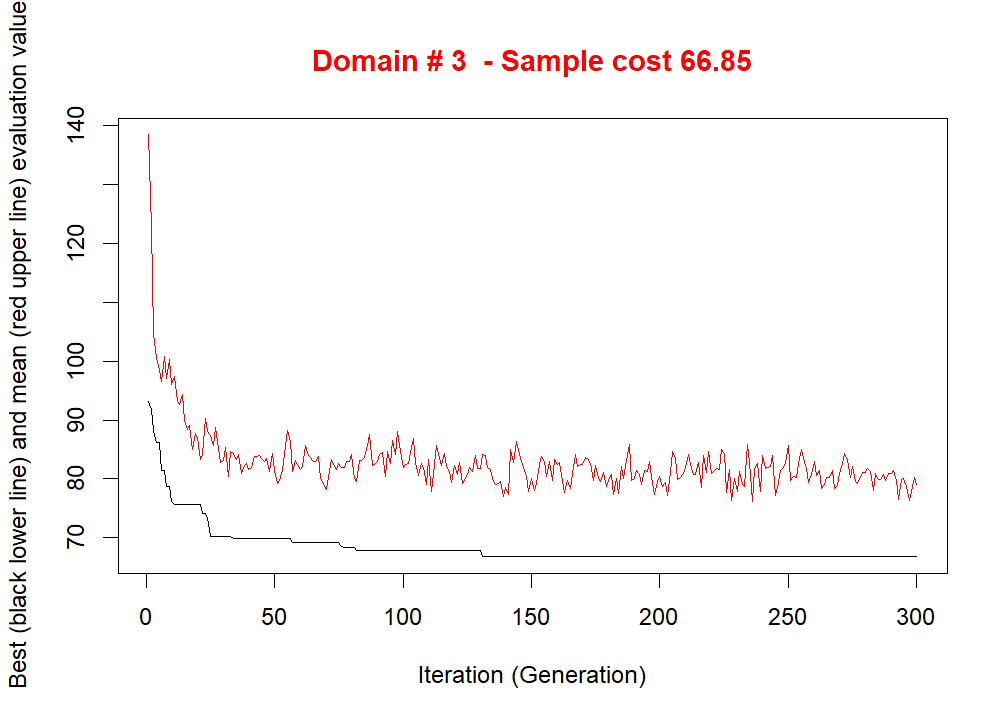 Domain # 3 - Sample cost 66.85
Best (black lower line) and mean (red upper line) evaluation value
140
120
100
90
80
70
0 50 100 150 200 250 300
Iteration (Generation)